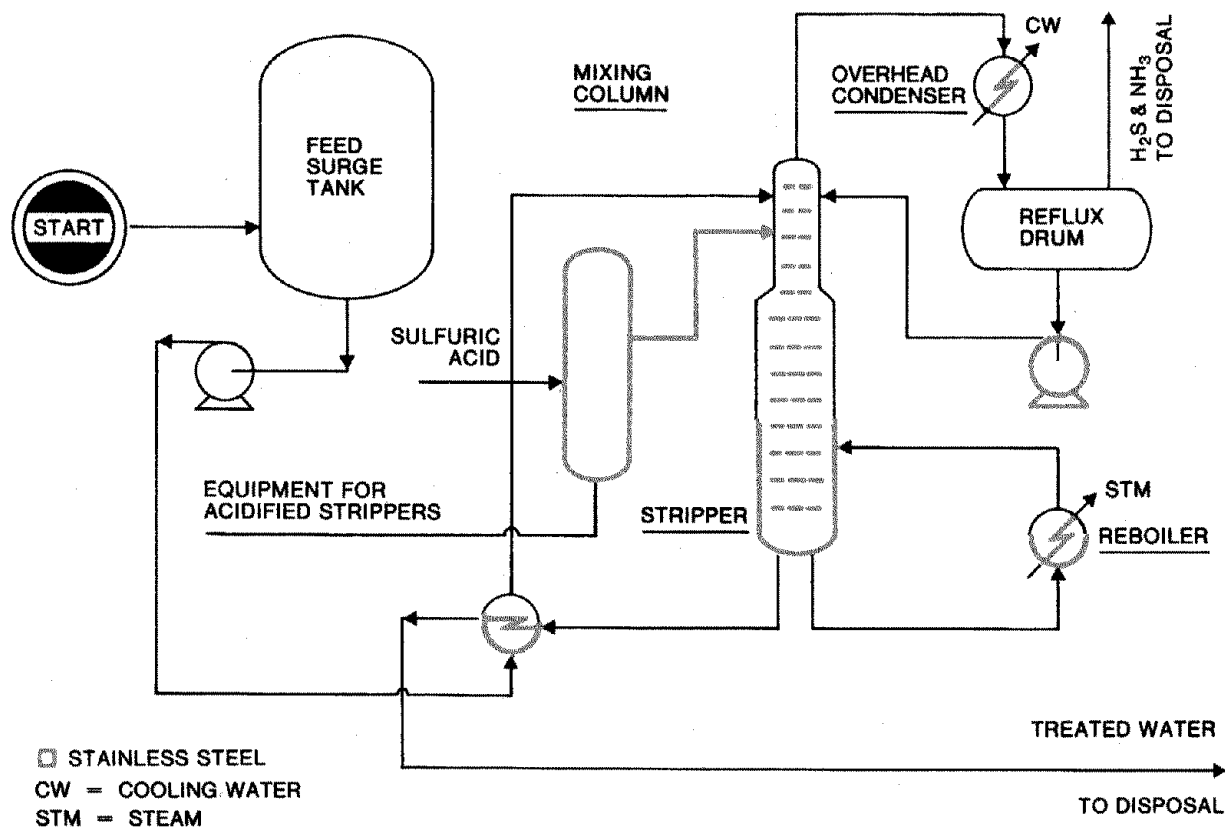 CW
MIXING
COLUMN
OVERHEAD
CONDENSER
H₂S & NH₃
TO DISPOSAL
FEED
SURGE
TANK
START
REFLUX
DRUM
SULFURIC
ACID
EQUIPMENT FOR
ACIDIFIED STRIPPERS
STRIPPER
STM
REBOILER
TREATED WATER
TO DISPOSAL
STAINLESS STEEL
CW = COOLING WATER
STM = STEAM